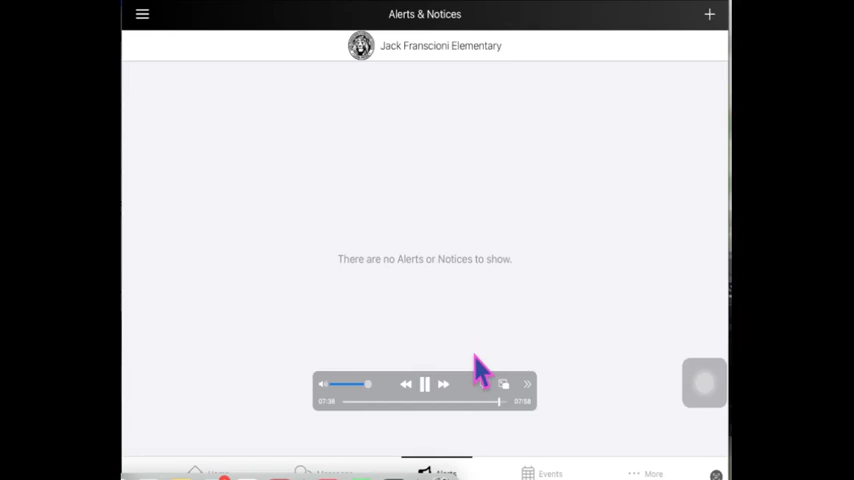 Alerts & Notices
Jack Franscioni Elementary
There are no Alerts or Notices to show.
07:38
07:58
Alerts
Events
More